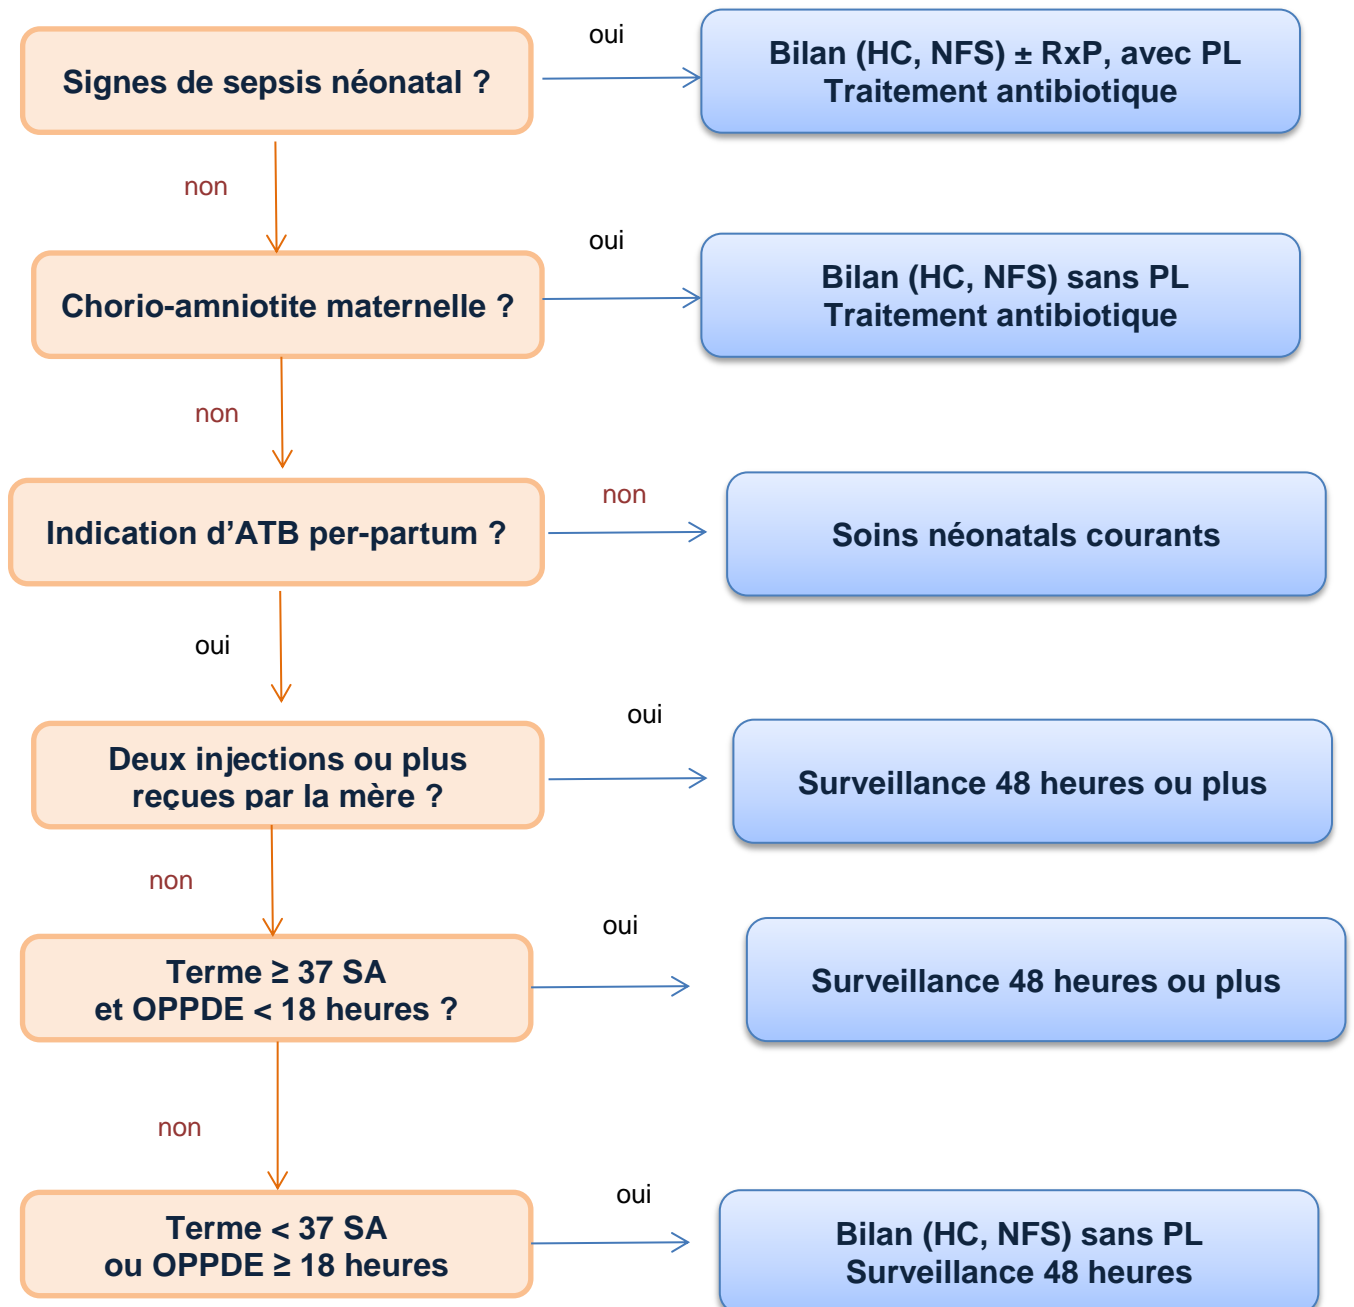 oui
Signes de sepsis néonatal ?
Bilan (HC, NFS) ± RxP, avec PL
Traitement antibiotique
non
oui
Chorio-amniotite maternelle ?
Bilan (HC, NFS) sans PL
Traitement antibiotique
non
non
Indication d’ATB per-partum ?
Soins néonatals courants
oui
oui
Deux injections ou plus
reçues par la mère ?
Surveillance 48 heures ou plus
non
oui
Terme ≥ 37 SA
et OPPDE < 18 heures ?
Surveillance 48 heures ou plus
non
oui
Terme < 37 SA
ou OPPDE ≥ 18 heures
Bilan (HC, NFS) sans PL
Surveillance 48 heures